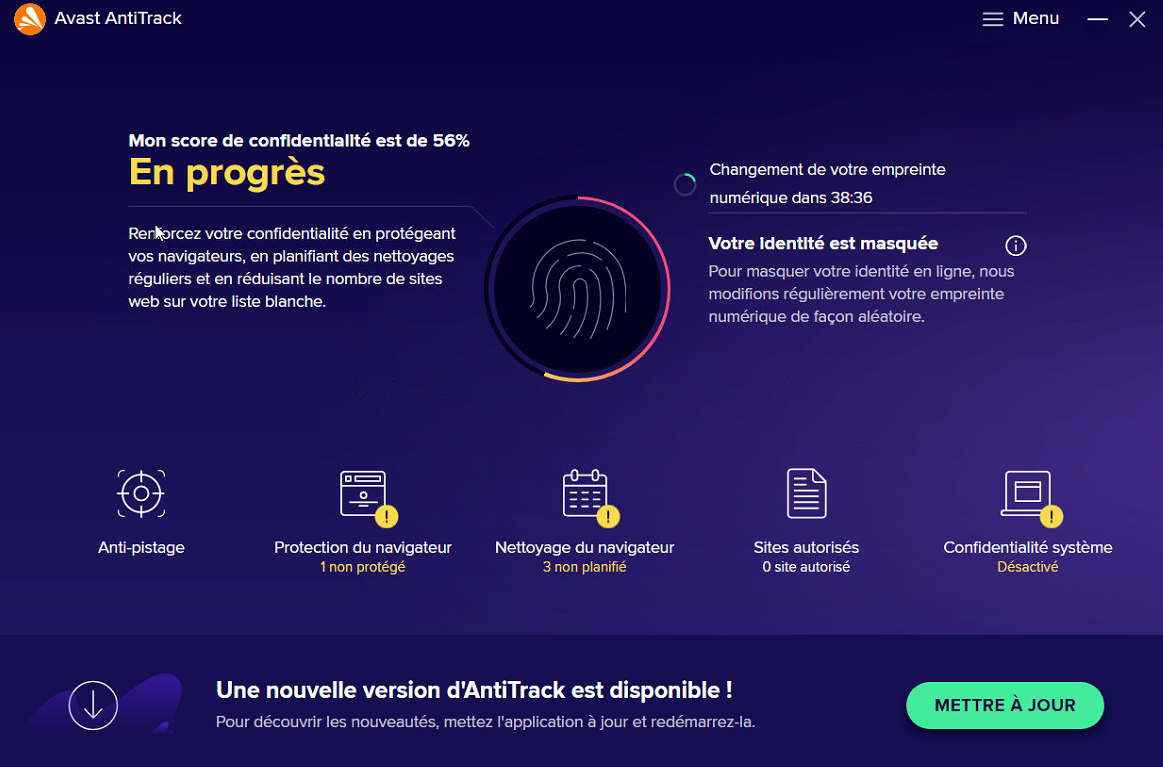 Avast AntiTrack
Menu
Mon score de confidentialité est de 56%
En progrès
Renforcez votre confidentialité en protégeant
vos navigateurs, en planifiant des nettoyages
réguliers et en réduisant le nombre de sites
web sur votre liste blanche.
Changement de votre empreinte
numérique dans 38:36
Votre identité est masquée
Pour masquer votre identité en ligne, nous
modifions régulièrement votre empreinte
numérique de façon aléatoire.
Anti-pistage
Protection du navigateur
1 non protégé
Nettoyage du navigateur
3 non planifié
Sites autorisés
0 site autorisé
Confidentialité système
Désactivé
Une nouvelle version d'AntiTrack est disponible !
Pour découvrir les nouveautés, mettez l'application à jour et redémarrez-la.
METTRE À JOUR